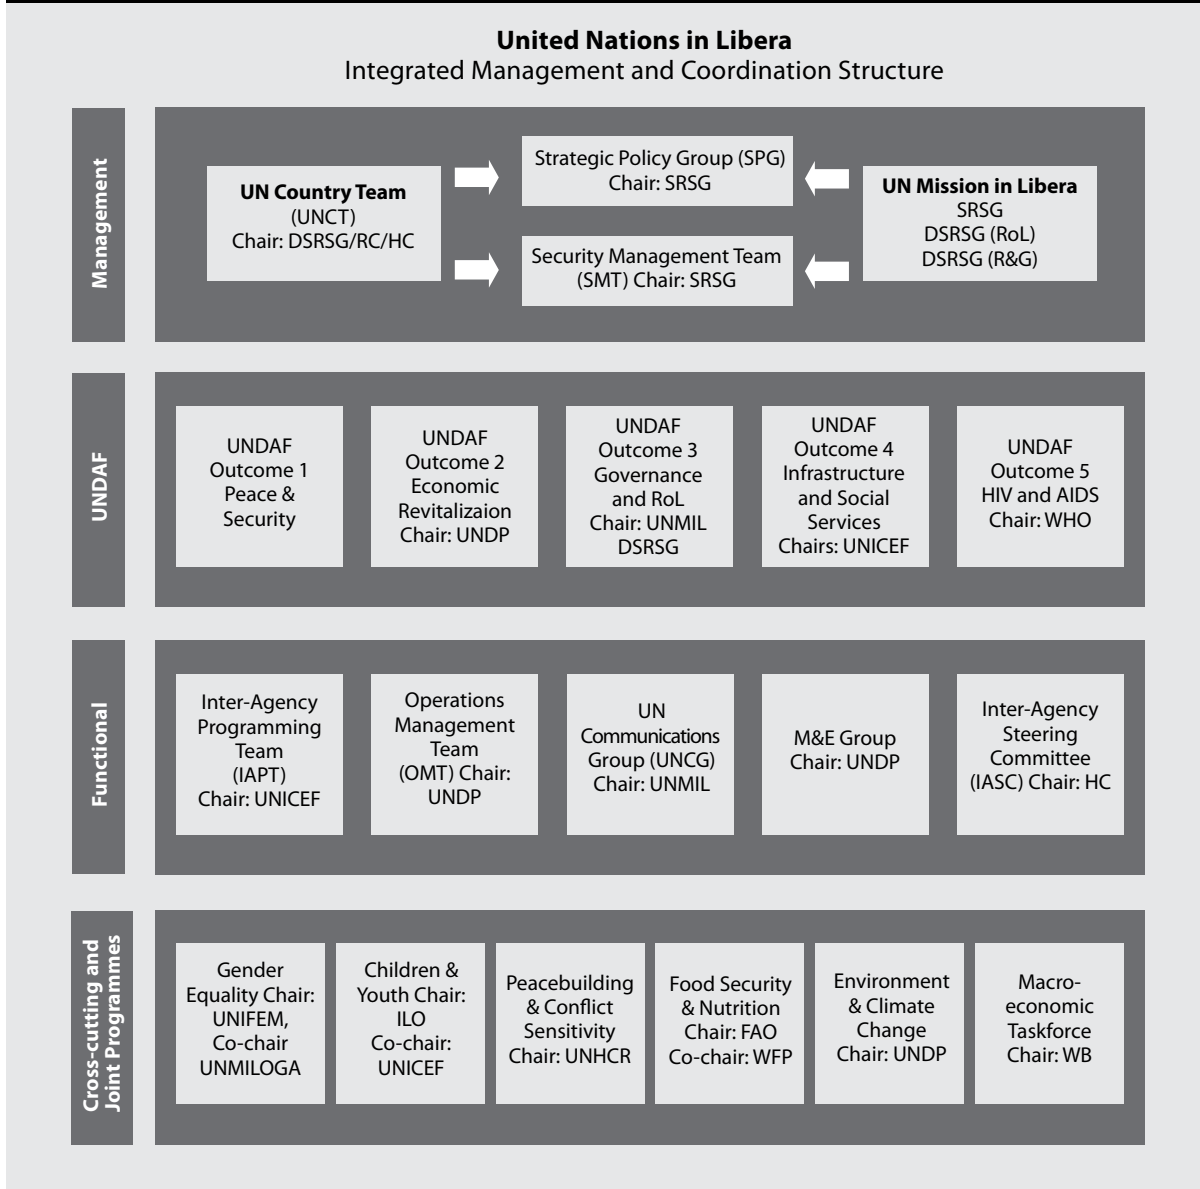 United Nations in Libera
Integrated Management and Coordination Structure
Management
UN Country Team
(UNCT)
Chair: DSRSG/RC/HC
Strategic Policy Group (SPG)
Chair: SRSG
Security Management Team
(SMT) Chair: SRSG
UN Mission in Libera
SRSG
DSRSG (RoL)
DSRSG (R&G)
UNDAF
UNDAF
Outcome 1
Peace &
Security
UNDAF
Outcome 2
Economic
Revitalizaion
Chair: UNDP
UNDAF
Outcome 3
Governance
and RoL
Chair: UNMIL
DSRSG
UNDAF
Outcome 4
Infrastructure
and Social
Services
Chairs: UNICEF
UNDAF
Outcome 5
HIV and AIDS
Chair: WHO
Functional
Inter-Agency
Programming
Team
(IAPT)
Chair: UNICEF
Operations
Management
Team
(OMT) Chair:
UNDP
UN
Communications
Group (UNCG)
Chair: UNMIL
M&E Group
Chair: UNDP
Inter-Agency
Steering
Committee
(IASC) Chair: HC
Cross-cutting and
Joint Programmes
Gender
Equality Chair:
UNIFEM,
Co-chair
UNMILOGA
Children &
Youth Chair:
ILO
Co-chair:
UNICEF
Peacebuilding
& Conflict
Sensitivity
Chair: UNHCR
Food Security
& Nutrition
Chair: FAO
Co-chair: WFP
Environment
& Climate
Change
Chair: UNDP
Macro-
economic
Taskforce
Chair: WB